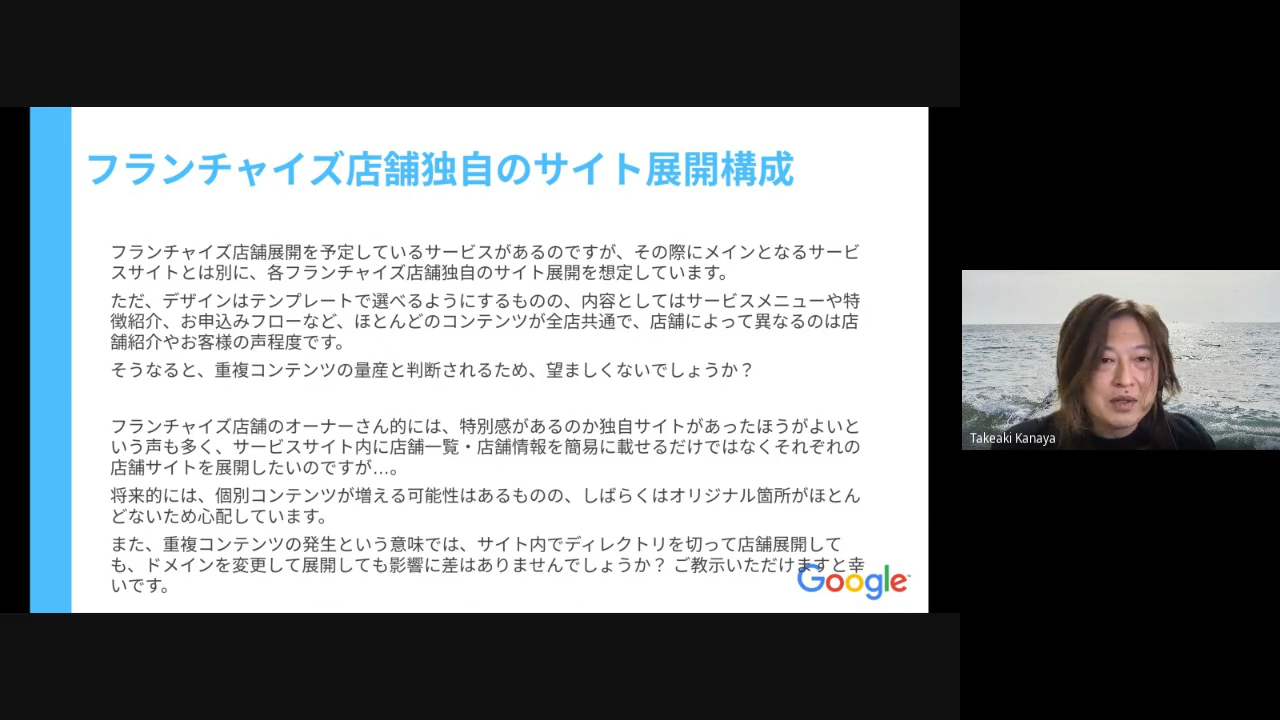 フランチャイズ店舗独自のサイト展開構成
フランチャイズ店舗展開を予定しているサービスがあるのですが、その際にメインとなるサービ
スサイトとは別に、各フランチャイズ店舗独自のサイト展開を想定しています。
ただ、デザインはテンプレートで選べるようにするものの、内容としてはサービスメニューや特
徴紹介、お申込みフローなど、ほとんどのコンテンツが全店共通で、店舗によって異なるのは店
舗紹介やお客様の声程度です。
そうなると、重複コンテンツの量産と判断されるため、望ましくないでしょうか？
フランチャイズ店舗のオーナーさん的には、特別感があるのか独自サイトがあったほうがよいと
いう声も多く、サービスサイト内に店舗一覧・店舗情報を簡易に載せるだけではなくそれぞれの
店舗サイトを展開したいのですが…。
将来的には、個別コンテンツが増える可能性はあるものの、しばらくはオリジナル箇所がほとん
どないため心配しています。
また、重複コンテンツの発生という意味では、サイト内でディレクトリを切って店舗展開して
も、ドメインを変更して展開しても影響に差はありませんでしょうか？ ご教示いただけますと幸
いです。
Google
Takeaki Kanaya